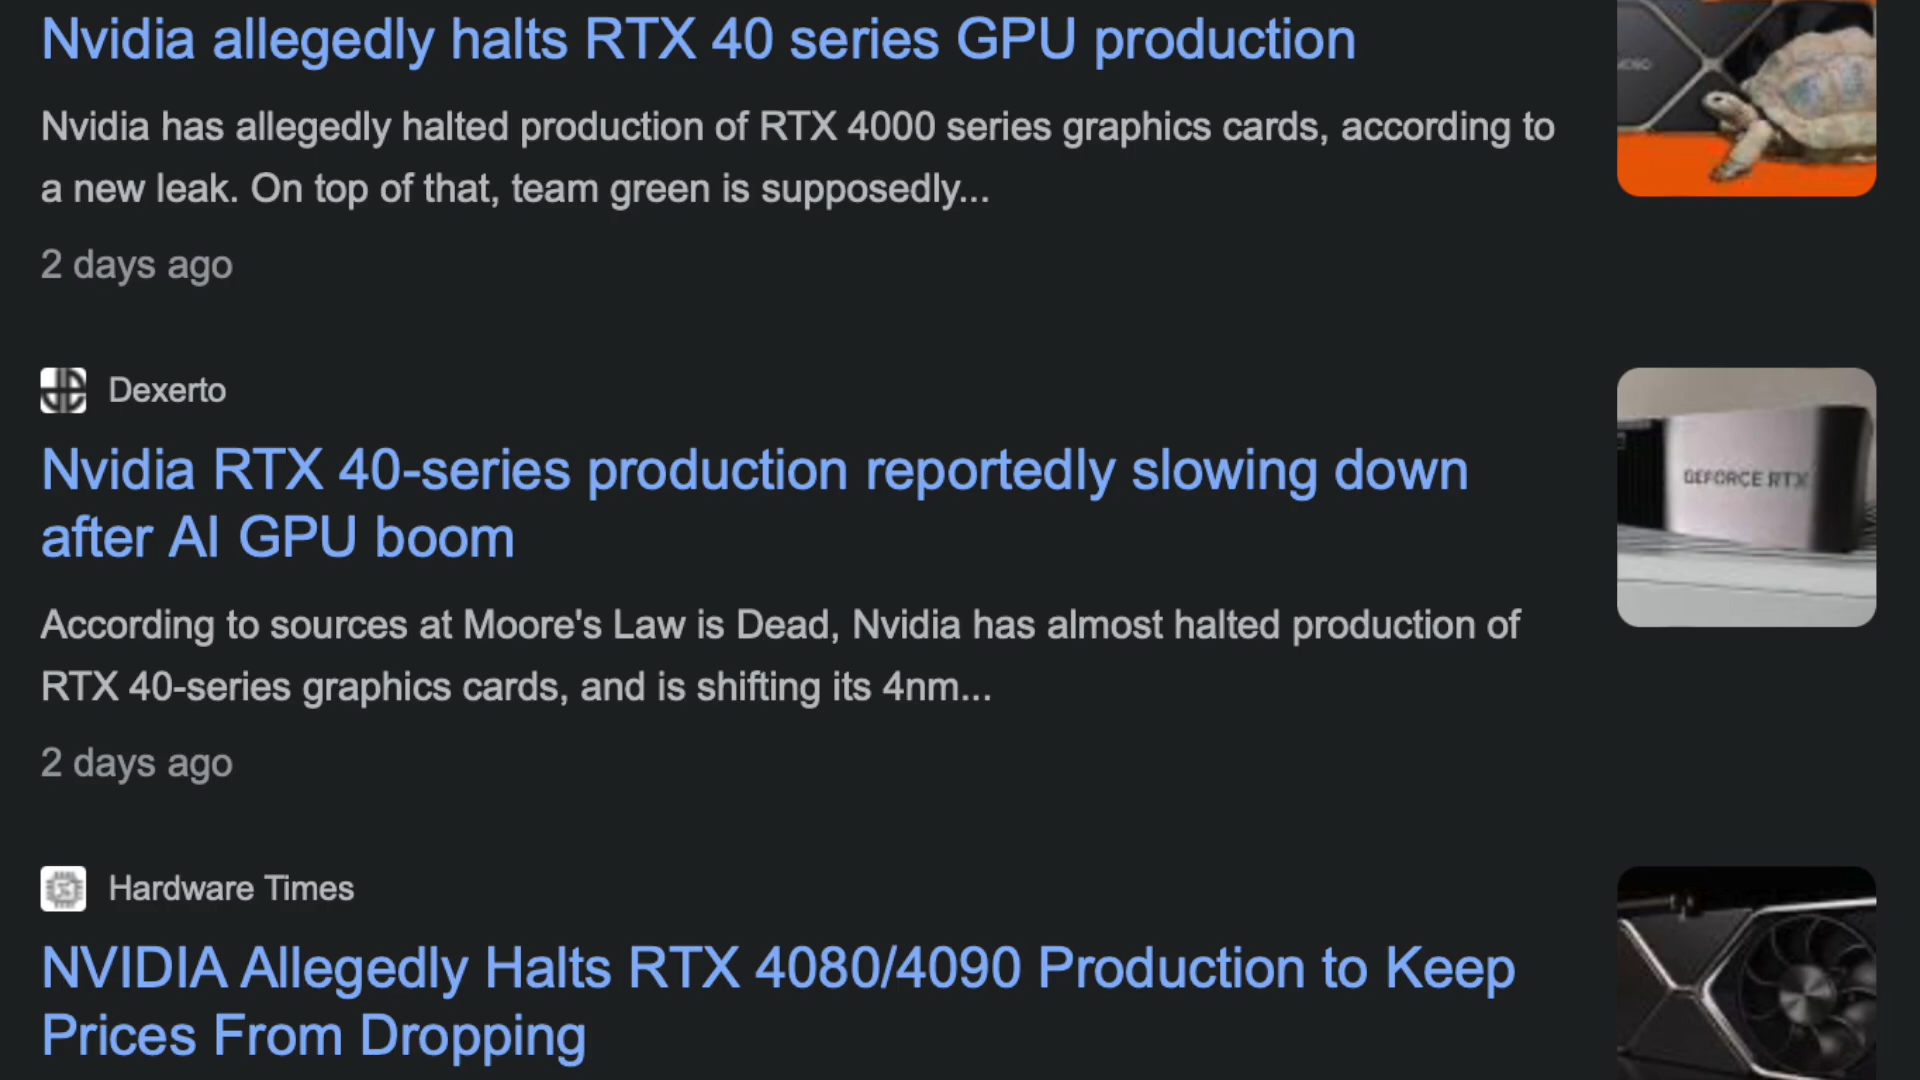 Nvidia allegedly halts RTX 40 series GPU production
Nvidia has allegedly halted production of RTX 4000 series graphics cards, according to
a new leak. On top of that, team green is supposedly...
2 days ago
Dexerto
Nvidia RTX 40-series production reportedly slowing down
after AI GPU boom
GEFORCE RTX
According to sources at Moore's Law is Dead, Nvidia has almost halted production of
RTX 40-series graphics cards, and is shifting its 4nm...
2 days ago
Hardware Times
NVIDIA Allegedly Halts RTX 4080/4090 Production to Keep
Prices From Dropping